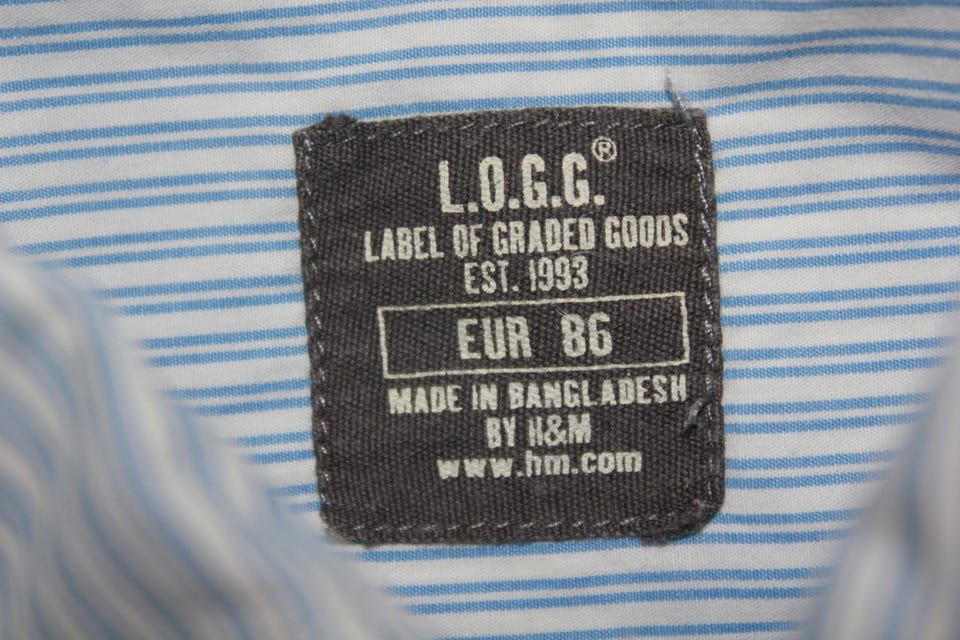 L.O.G.G.®
LABEL OF GRADED GOODS
EST. 1993
EUR 86
MADE IN BANGLADESH
BY H&M
www.hm.com